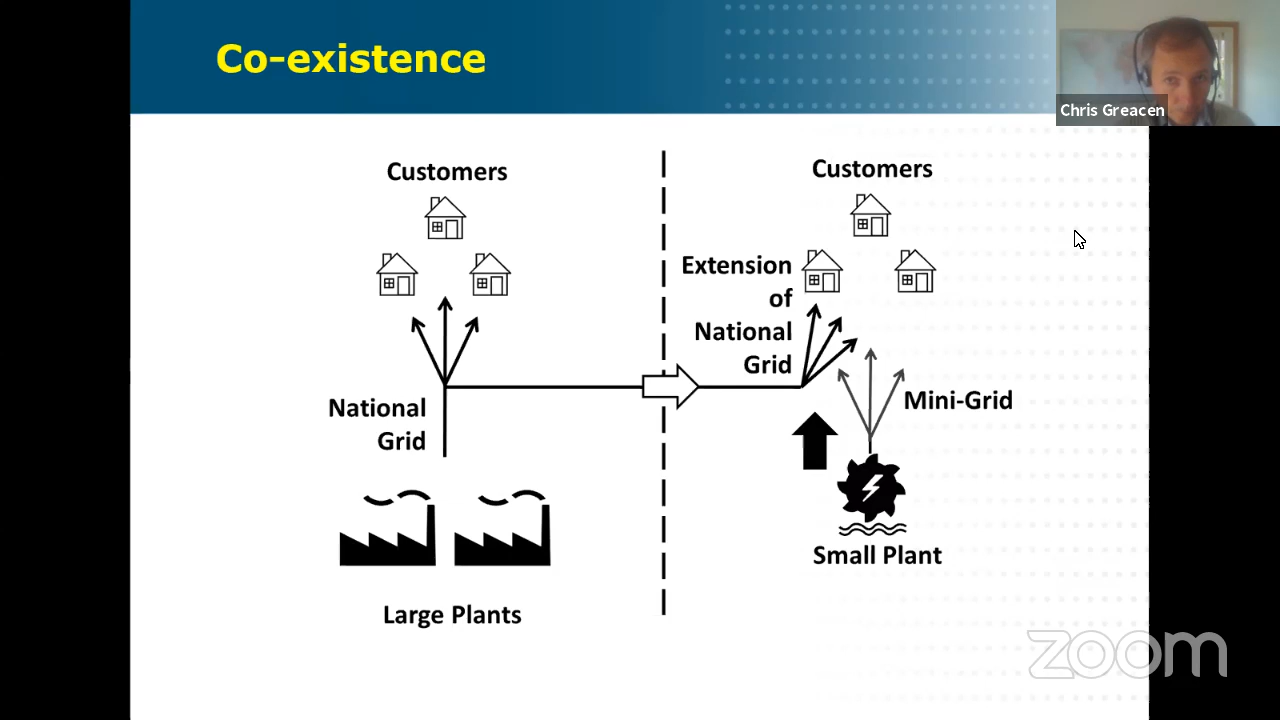 Co-existence
Chris Greacen
Customers
Customers
Extension
of
National
Grid
National
Grid
Mini-Grid
Small Plant
Large Plants
zoom